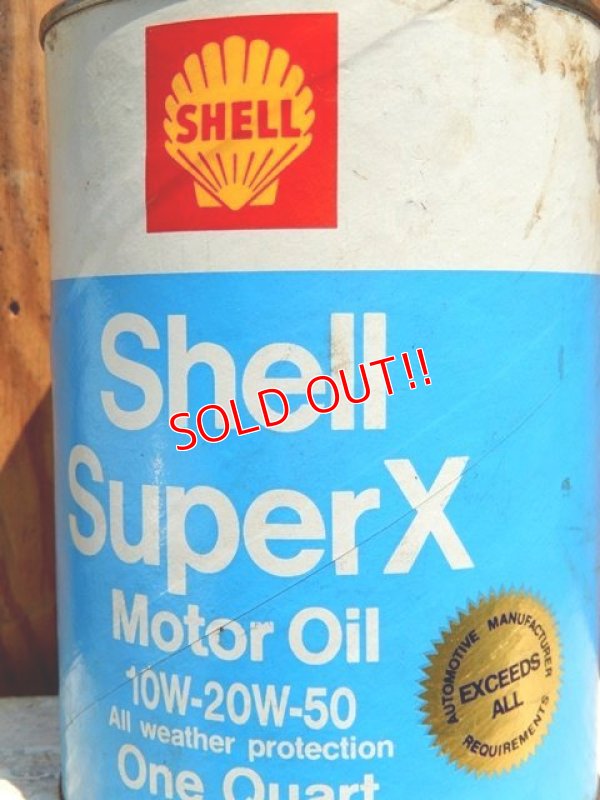 SHELL
Shell
SOLD OUT!!
SuperX
Motor Oil
10W-20W-50
All weather protection
One Quart
AUTOMOTIVE MANUFACTURER
EXCEEDS
ALL
REQUIREMENTS